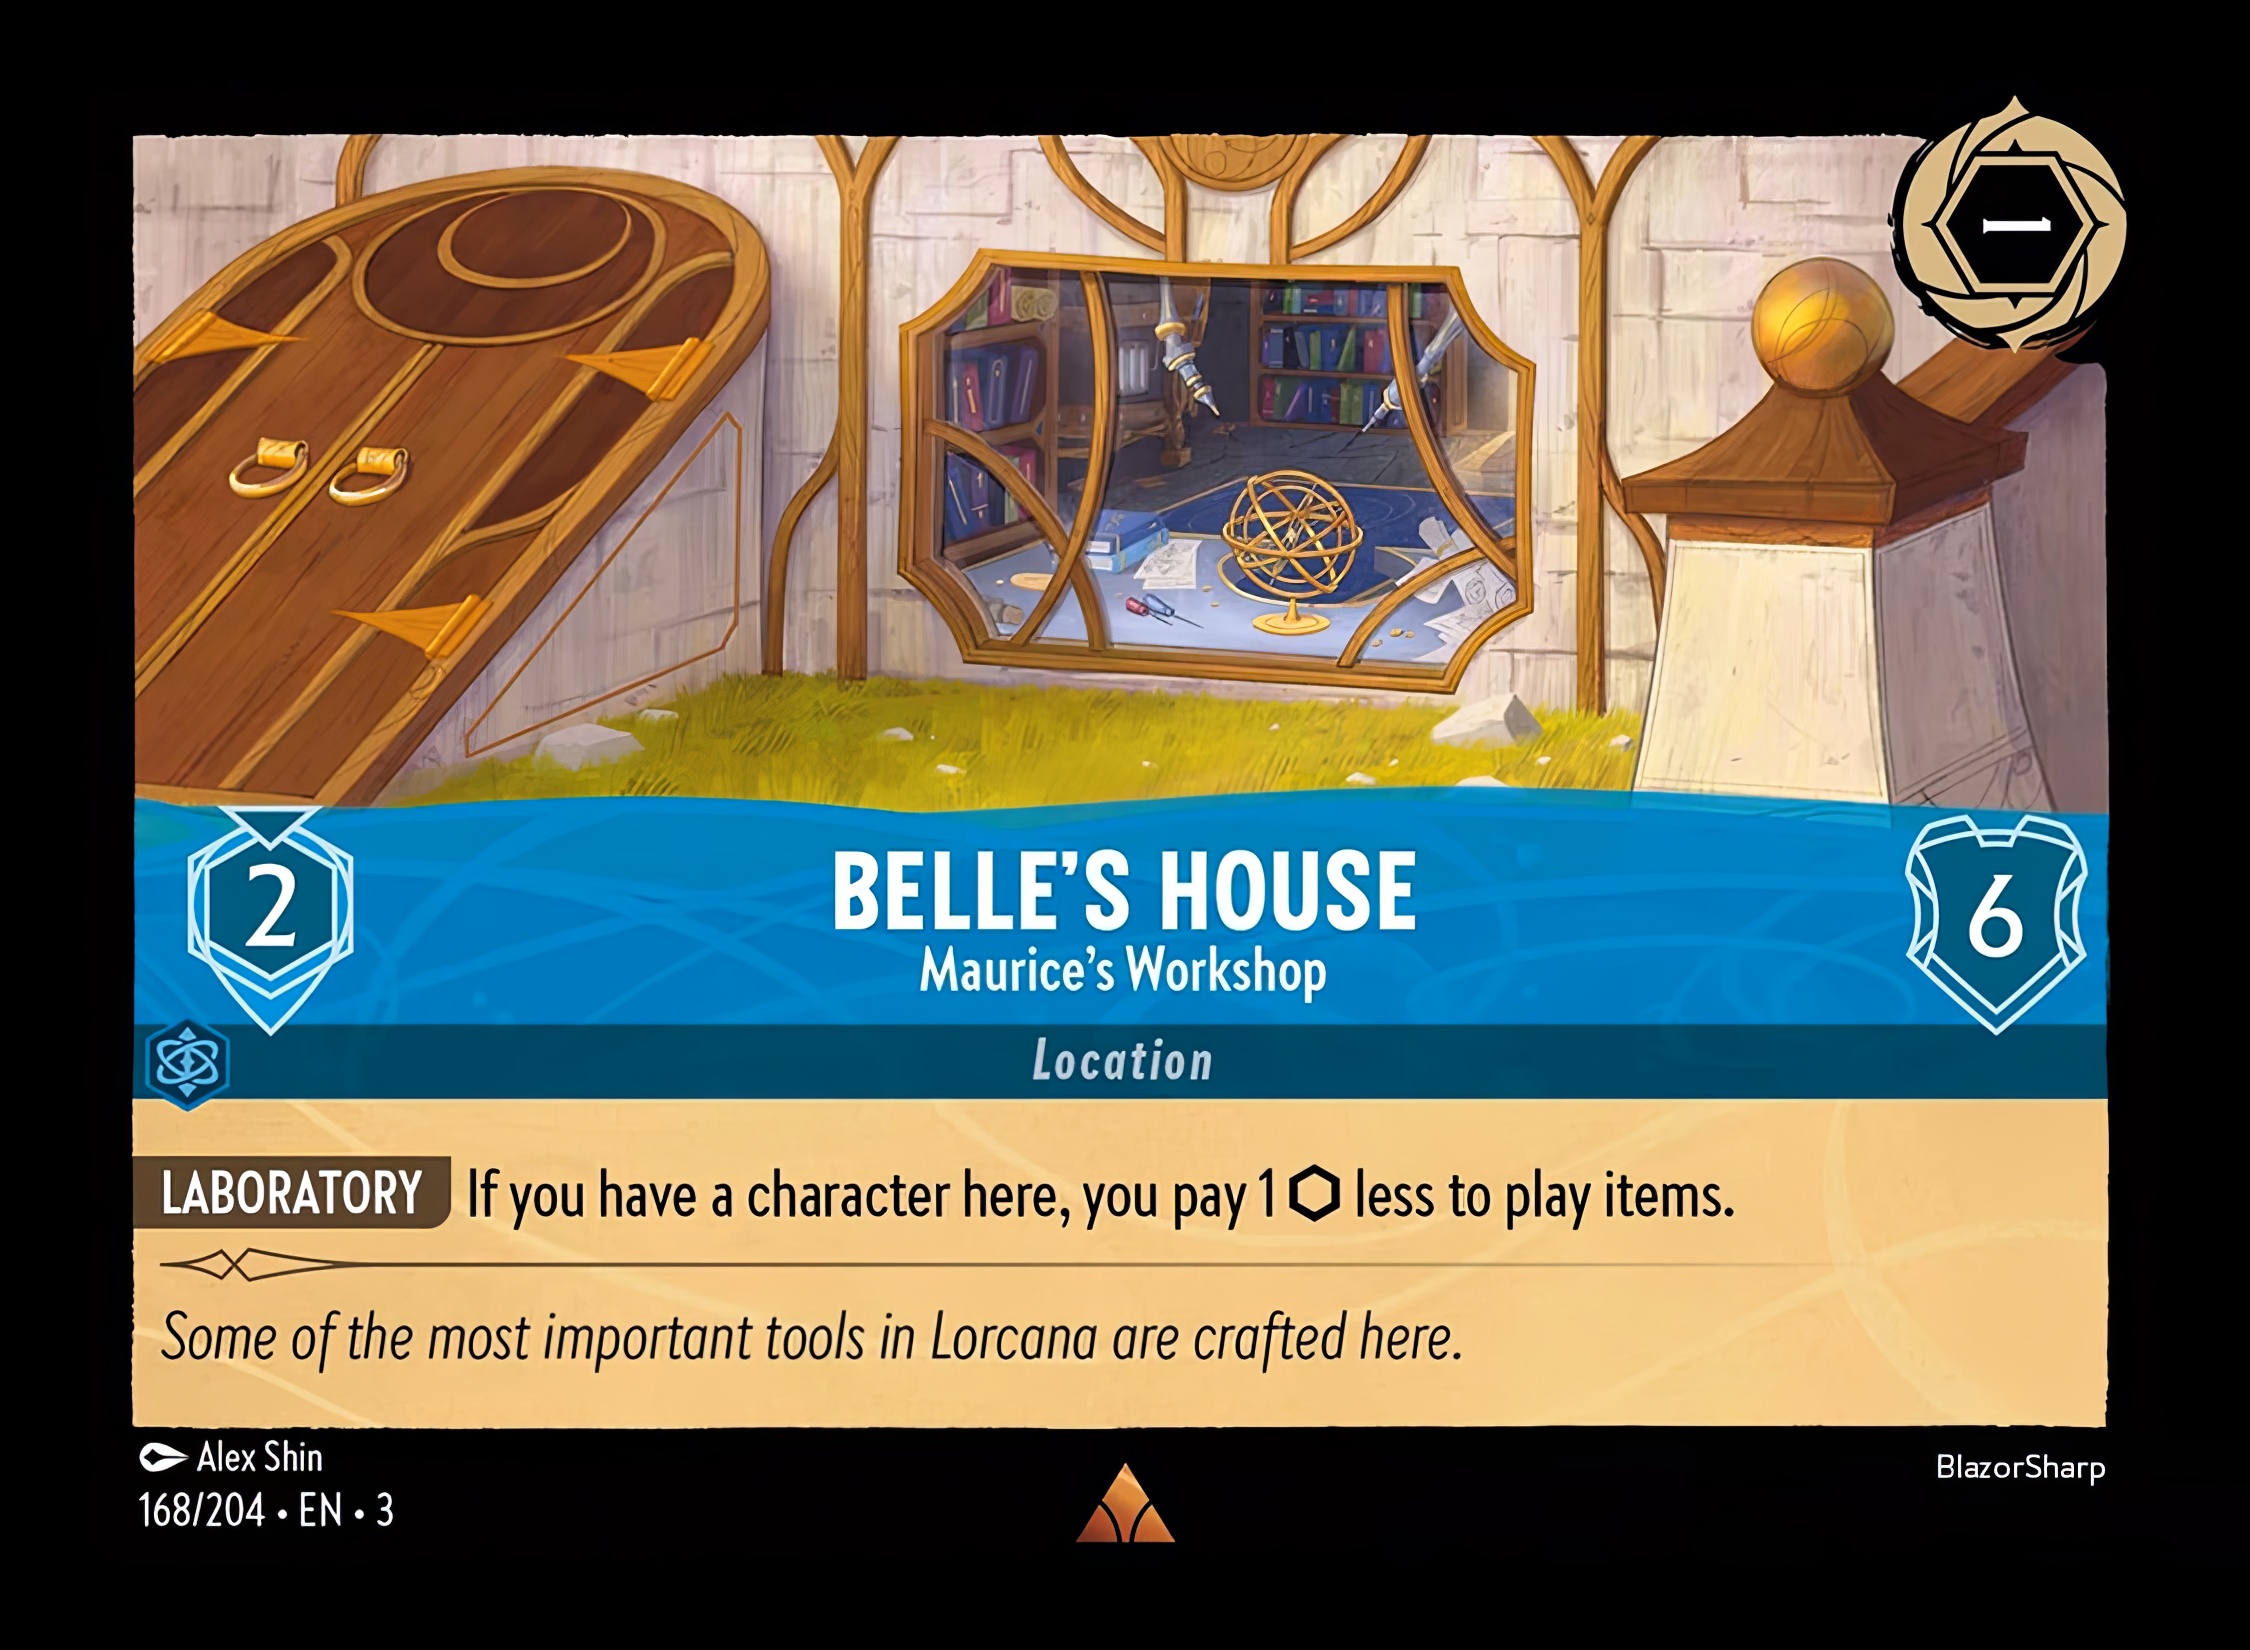 1
2
BELLE'S HOUSE
6
Maurice's Workshop
Location
LABORATORY If you have a character here, you pay 1 ⬡ less to play items.
Some of the most important tools in Lorcana are crafted here.
Alex Shin
BlazorSharp
168/204 • EN • 3